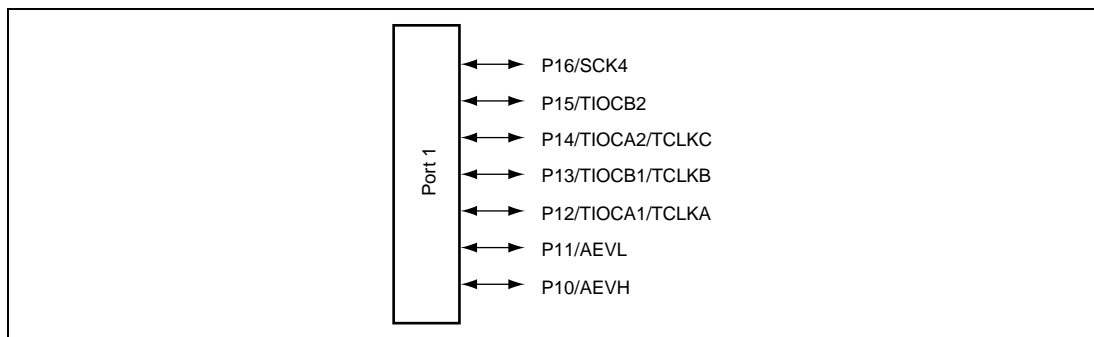 Port 1
P16/SCK4
P15/TIOCB2
P14/TIOCA2/TCLKC
P13/TIOCB1/TCLKB
P12/TIOCA1/TCLKA
P11/AEVL
P10/AEVH